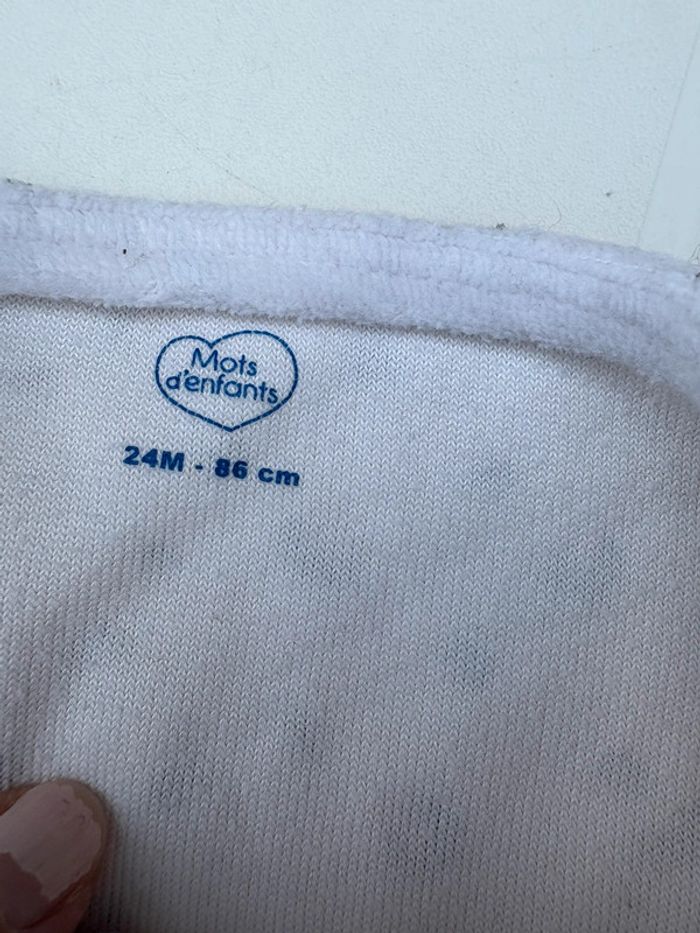 Mots
d'enfants
24M - 86 cm